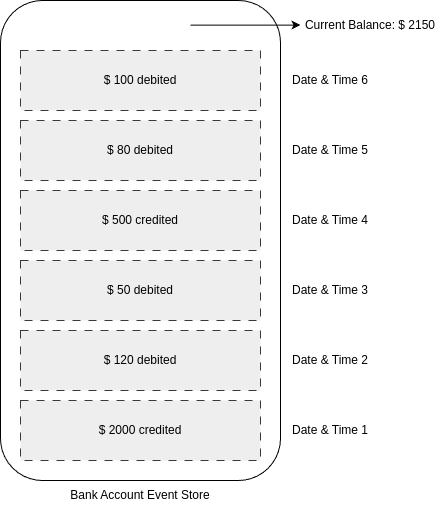 Current Balance: $ 2150
$ 100 debited
Date & Time 6
$ 80 debited
Date & Time 5
$ 500 credited
Date & Time 4
$ 50 debited
Date & Time 3
$ 120 debited
Date & Time 2
$ 2000 credited
Date & Time 1
Bank Account Event Store